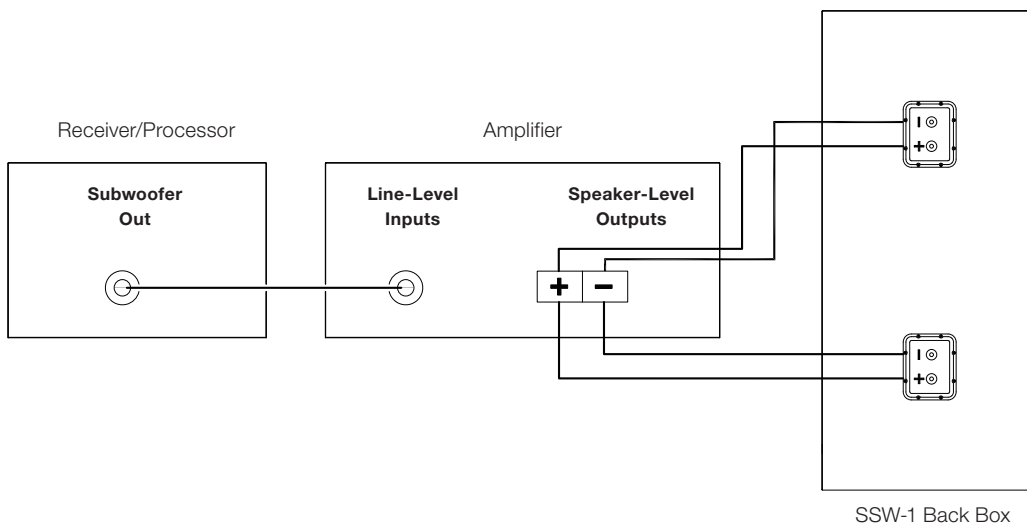 Receiver/Processor
Amplifier
Subwoofer
Out
Line-Level
Inputs
Speaker-Level
Outputs
+ −
− +
− +
SSW-1 Back Box